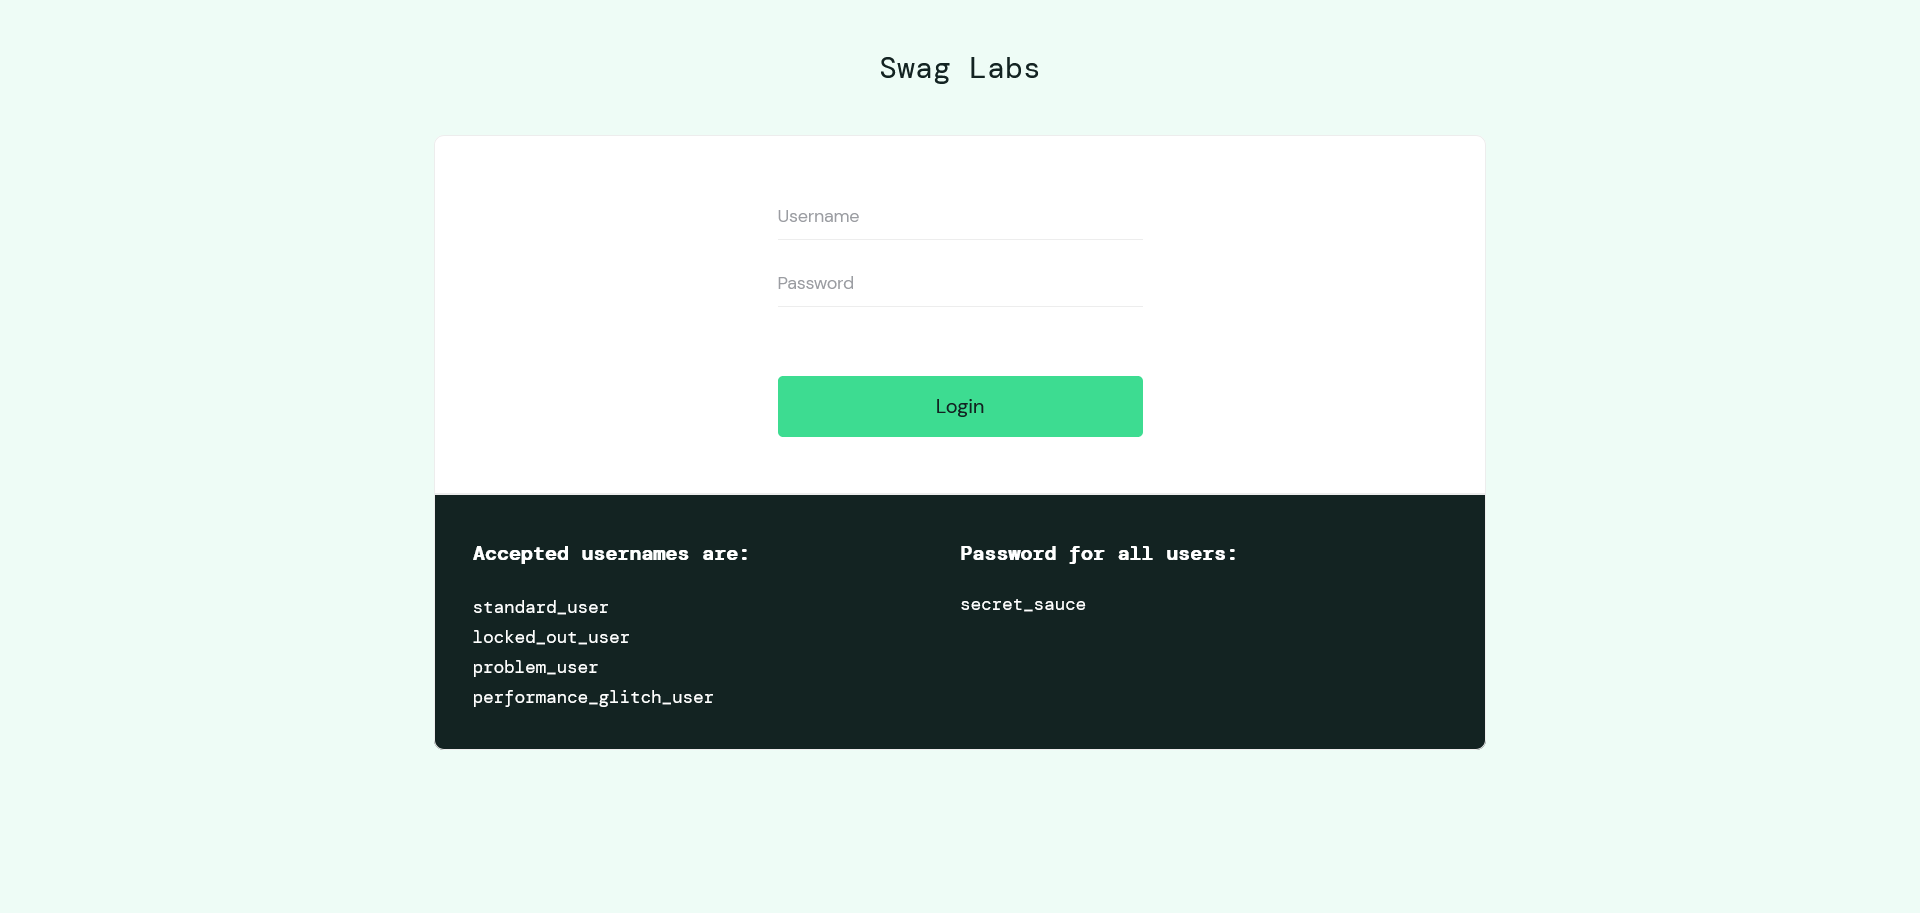 Swag Labs
Username
Password
Login
Accepted usernames are:
standard_user
locked_out_user
problem_user
performance_glitch_user
Password for all users:
secret_sauce